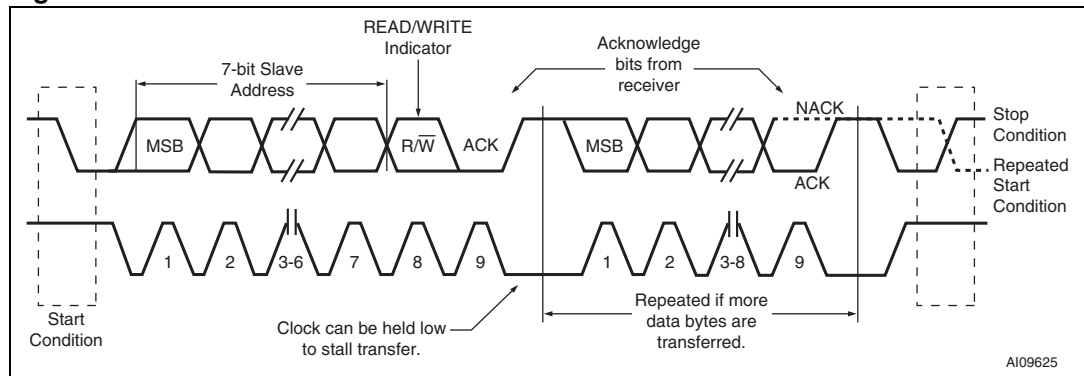 READ/WRITE
Indicator
7-bit Slave
Address
Acknowledge
bits from
receiver
NACK
Stop
Condition
MSB
R/W̅
ACK
MSB
ACK
Repeated
Start
Condition
1
2
3-6
7
8
9
1
2
3-8
9
Start
Condition
Clock can be held low
to stall transfer.
Repeated if more
data bytes are
transferred.
AI09625